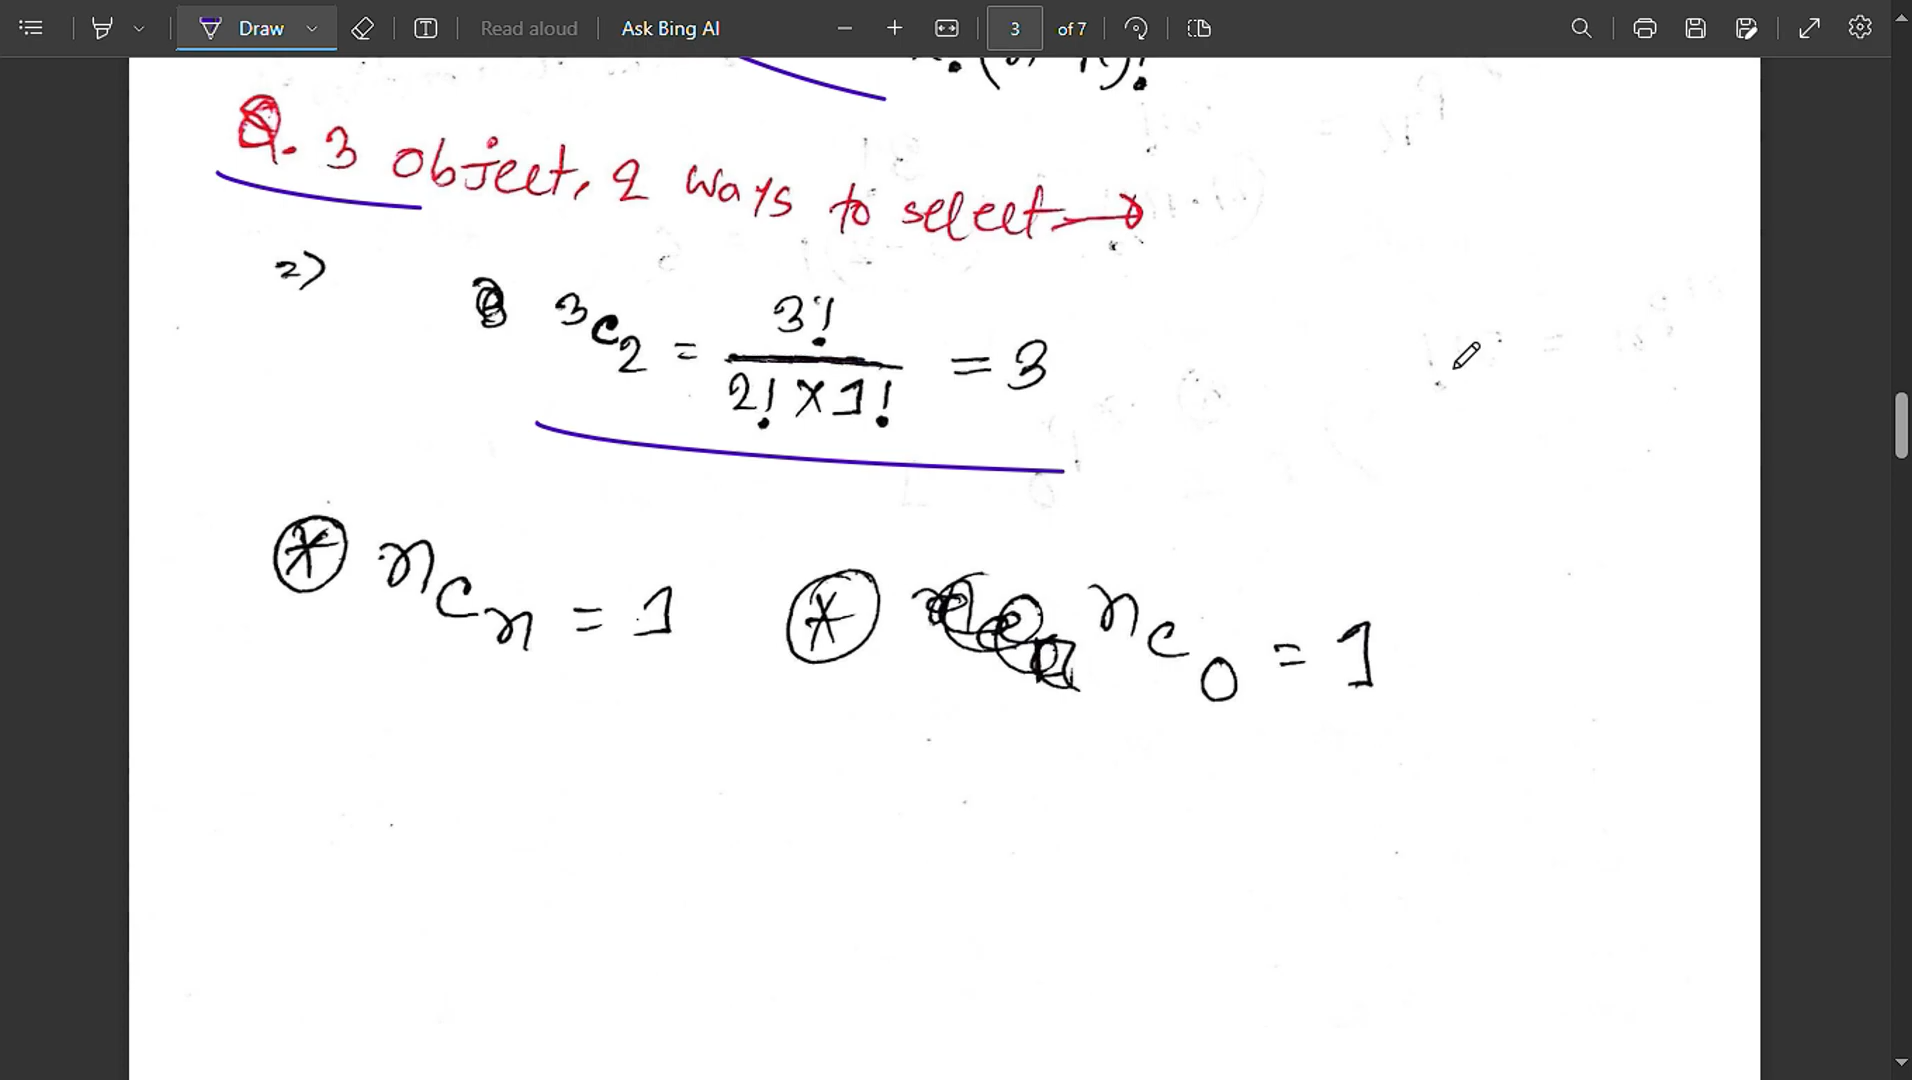 Draw
Read aloud
Ask Bing AI
3
of 7
Q. 3 object, 2 ways to select →
=>
³C₂ = 3! / 2! × 1! = 3
* ⁿCₙ = 1 * ⁿC₀ = 1